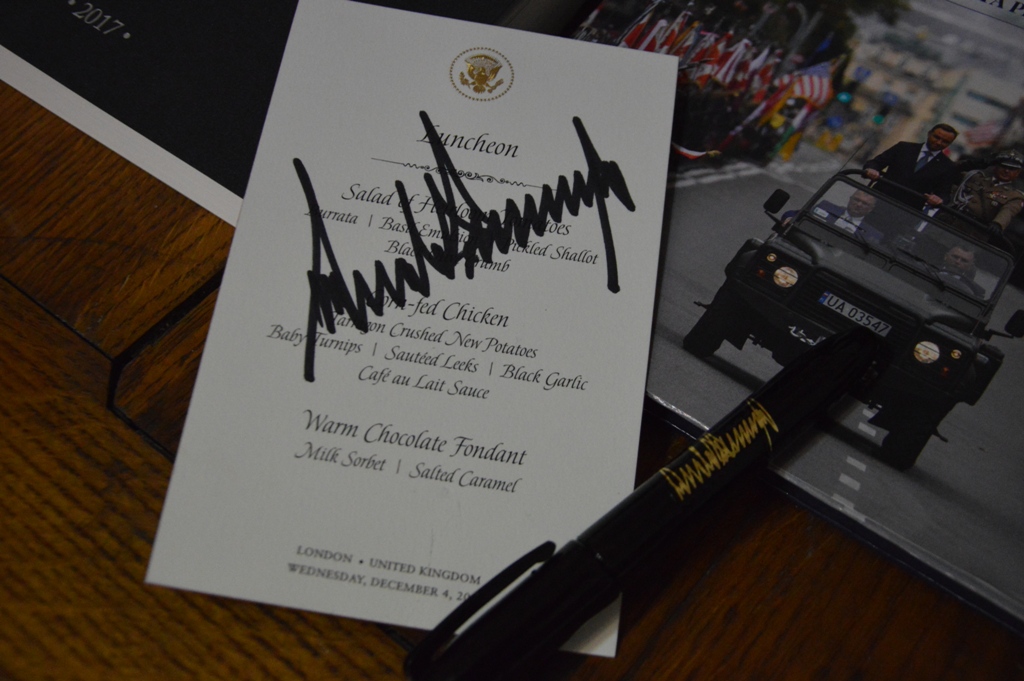 • 2017 •
Luncheon
Salad of
Burrata | Basil Pickled Shallot
Chicken
Crushed New Potatoes
Baby Turnips | Sautéed Leeks | Black Garlic
Café au Lait Sauce
Warm Chocolate Fondant
Milk Sorbet | Salted Caramel
LONDON • UNITED KINGDOM
WEDNESDAY, DECEMBER 4, 20
UA 03547